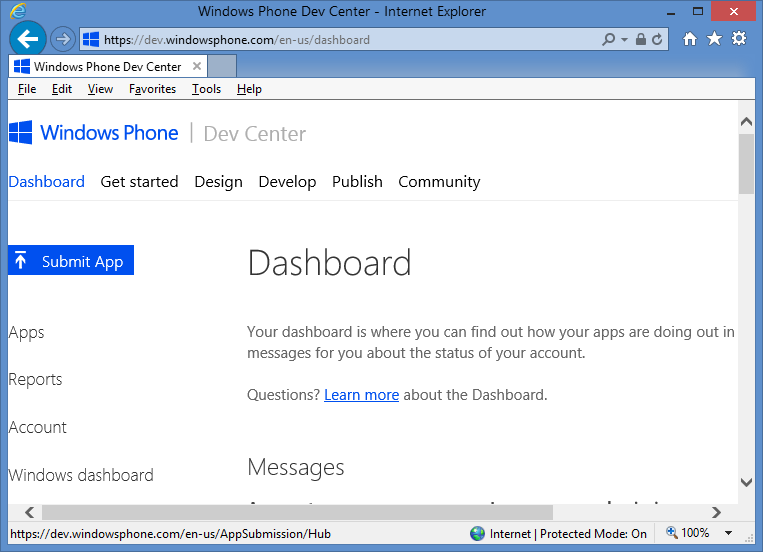 Windows Phone Dev Center - Internet Explorer
https://dev.windowsphone.com/en-us/dashboard
Windows Phone Dev Center
File Edit View Favorites Tools Help
Windows Phone | Dev Center
Dashboard Get started Design Develop Publish Community
Submit App
Apps
Reports
Account
Windows dashboard
Dashboard
Your dashboard is where you can find out how your apps are doing out in
messages for you about the status of your account.
Questions? Learn more about the Dashboard.
Messages
https://dev.windowsphone.com/en-us/AppSubmission/Hub
Internet | Protected Mode: On
100%